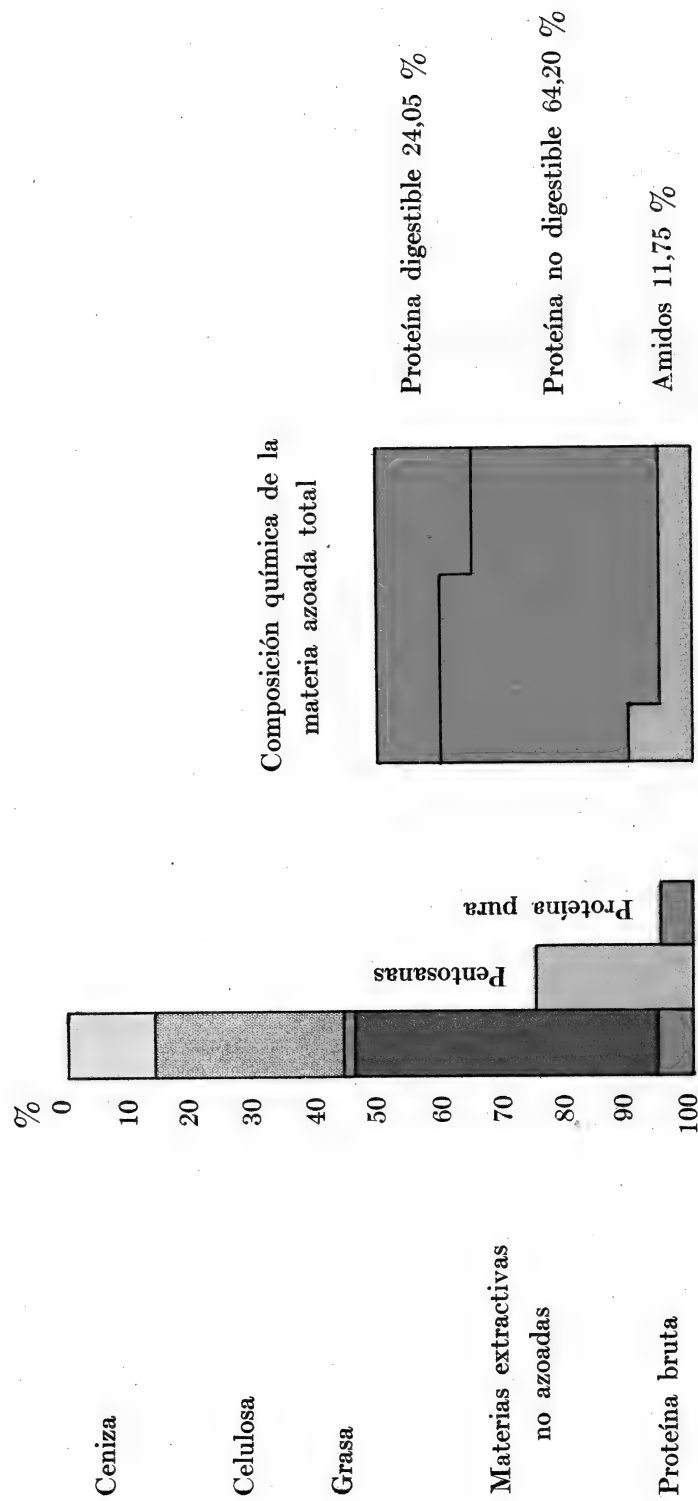 %
0
10
20
30
40
50
60
70
80
90
100
Ceniza
Celulosa
Grasa
Materias extractivas
no azoadas
Proteína bruta
Pentosanas
Proteína pura
Composición química de la
materia azoada total
Proteína digestible 24,05 %
Proteína no digestible 64,20 %
Amidos 11,75 %